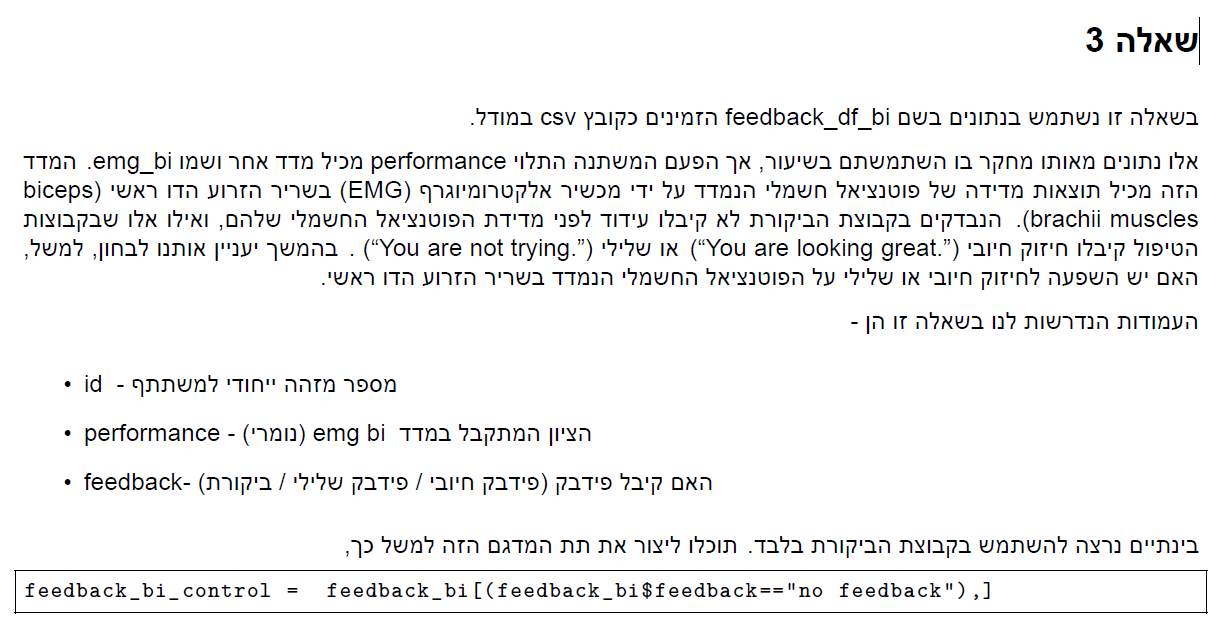 שאלה 3
בשאלה זו נשתמש בנתונים בשם feedback_df_bi הזמינים כקובץ csv במודל.
אלו נתונים מאותו מחקר בו השתמשתם בשיעור, אך הפעם המשתנה התלוי performance מכיל מדד אחר ושמו emg_bi. המדד
הזה מכיל תוצאות מדידה של פוטנציאל חשמלי הנמדד על ידי מכשיר אלקטרומיוגרף (EMG) בשריר הזרוע הדו ראשי (biceps
brachii muscles). הנבדקים בקבוצת הביקורת לא קיבלו עידוד לפני מדידת הפוטנציאל החשמלי שלהם, ואילו אלו שבקבוצות
הטיפול קיבלו חיזוק חיובי (“You are looking great.”) או שלילי (“You are not trying.”) . בהמשך יעניין אותנו לבחון, למשל,
האם יש השפעה לחיזוק חיובי או שלילי על הפוטנציאל החשמלי הנמדד בשריר הזרוע הדו ראשי.
העמודות הנדרשות לנו בשאלה זו הן -
• id - מספר מזהה ייחודי למשתתף
• performance - הציון המתקבל במדד emg bi (נומרי)
• feedback- האם קיבל פידבק (פידבק חיובי / פידבק שלילי / ביקורת)
בינתיים נרצה להשתמש בקבוצת הביקורת בלבד. תוכלו ליצור את תת המדגם הזה למשל כך,
feedback_bi_control = feedback_bi[(feedback_bi$feedback=="no feedback"),]